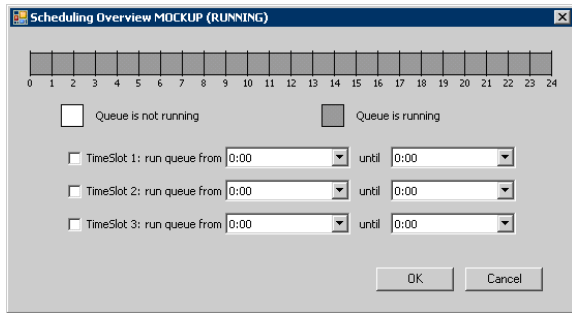 Scheduling Overview MOCKUP (RUNNING)
0 1 2 3 4 5 6 7 8 9 10 11 12 13 14 15 16 17 18 19 20 21 22 23 24
Queue is not running Queue is running
TimeSlot 1: run queue from 0:00 until 0:00
TimeSlot 2: run queue from 0:00 until 0:00
TimeSlot 3: run queue from 0:00 until 0:00
OK Cancel